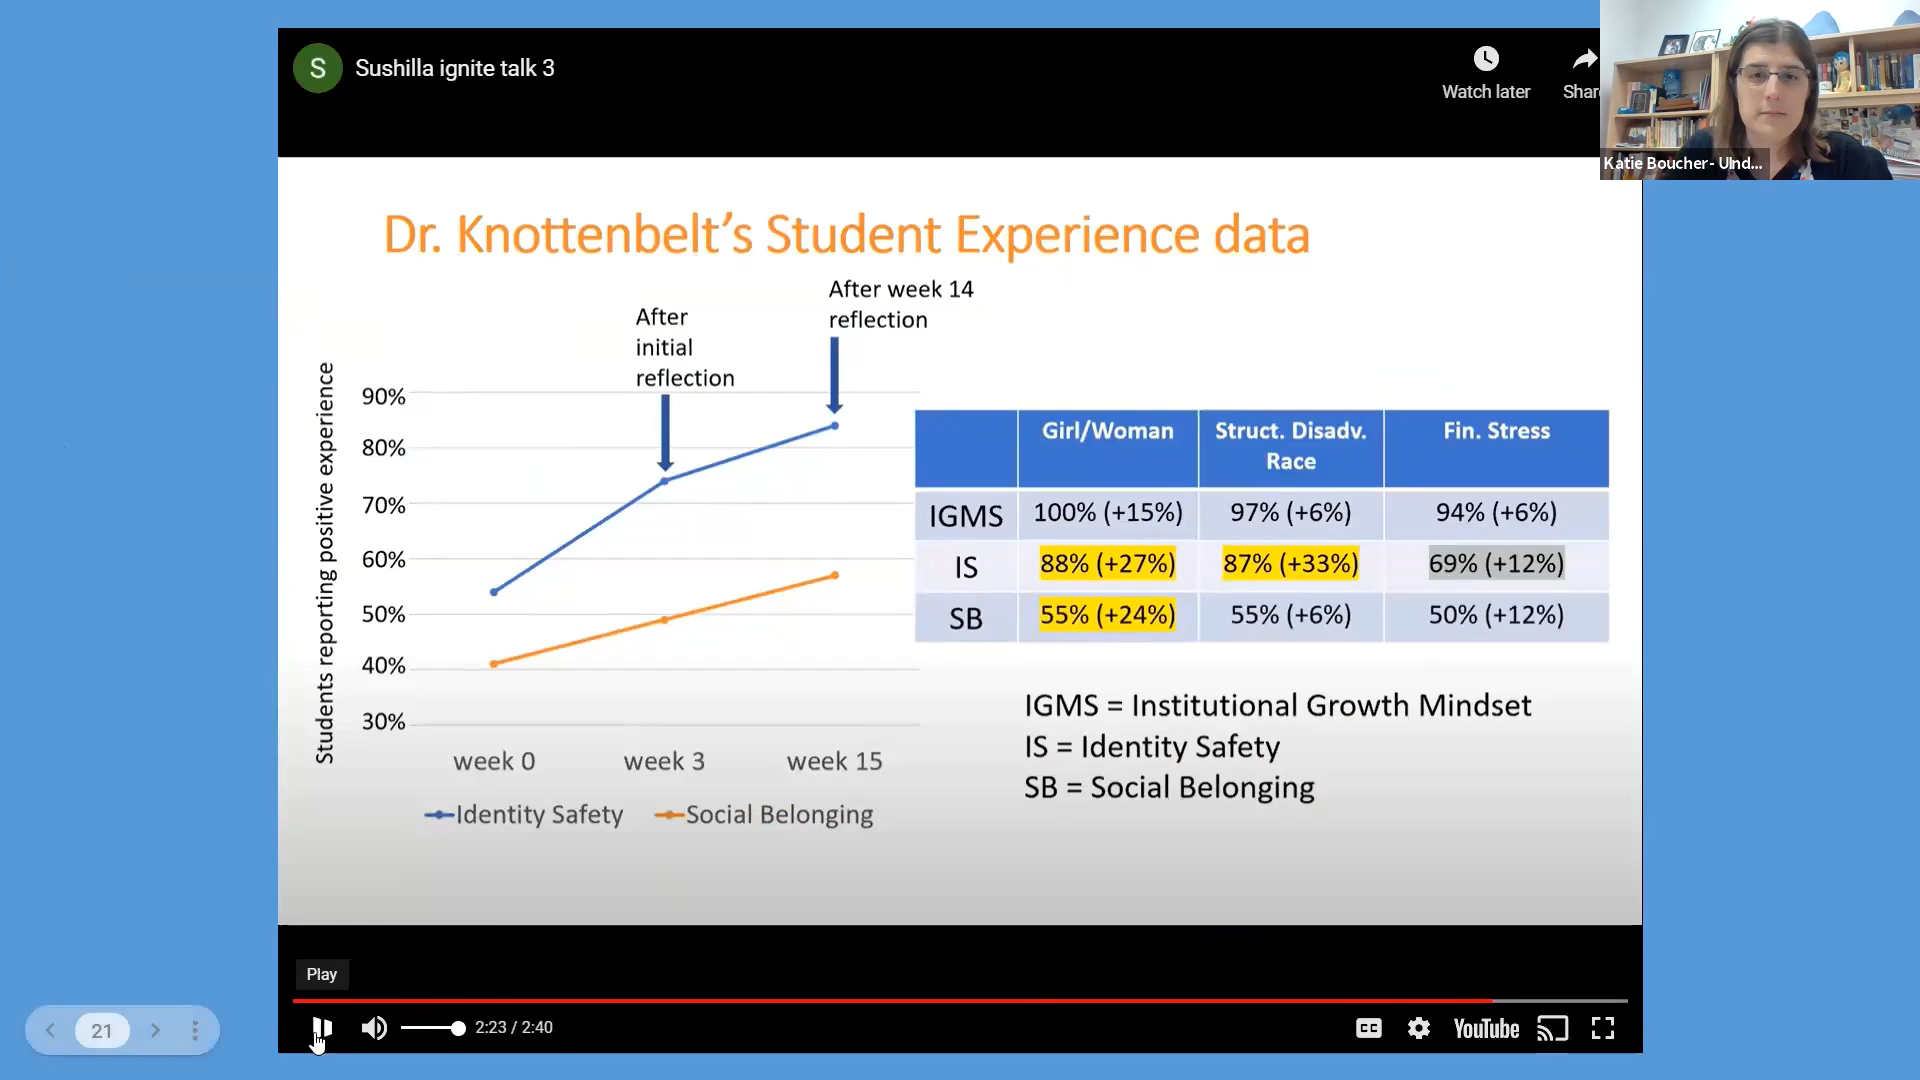 S
Sushilla ignite talk 3
Watch later
Shar
Katie Boucher- UInd...
Dr. Knottenbelt's Student Experience data
After week 14
reflection
After
initial
reflection
Students reporting positive experience
90%
80%
70%
60%
50%
40%
30%
week 0 week 3 week 15
Identity Safety Social Belonging
Girl/Woman Struct. Disadv. Race Fin. Stress
IGMS 100% (+15%) 97% (+6%) 94% (+6%)
IS 88% (+27%) 87% (+33%) 69% (+12%)
SB 55% (+24%) 55% (+6%) 50% (+12%)
IGMS = Institutional Growth Mindset
IS = Identity Safety
SB = Social Belonging
Play
21
2:23 / 2:40
CC
YouTube